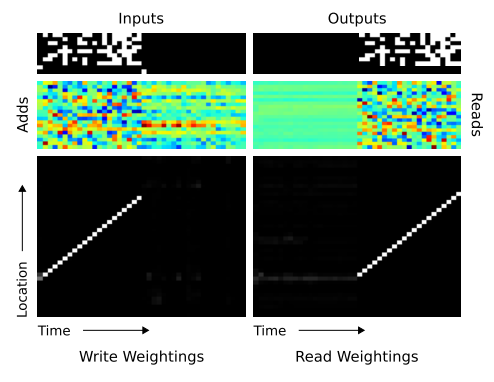 Inputs
Outputs
Adds
Reads
Location
Time
Time
Write Weightings
Read Weightings